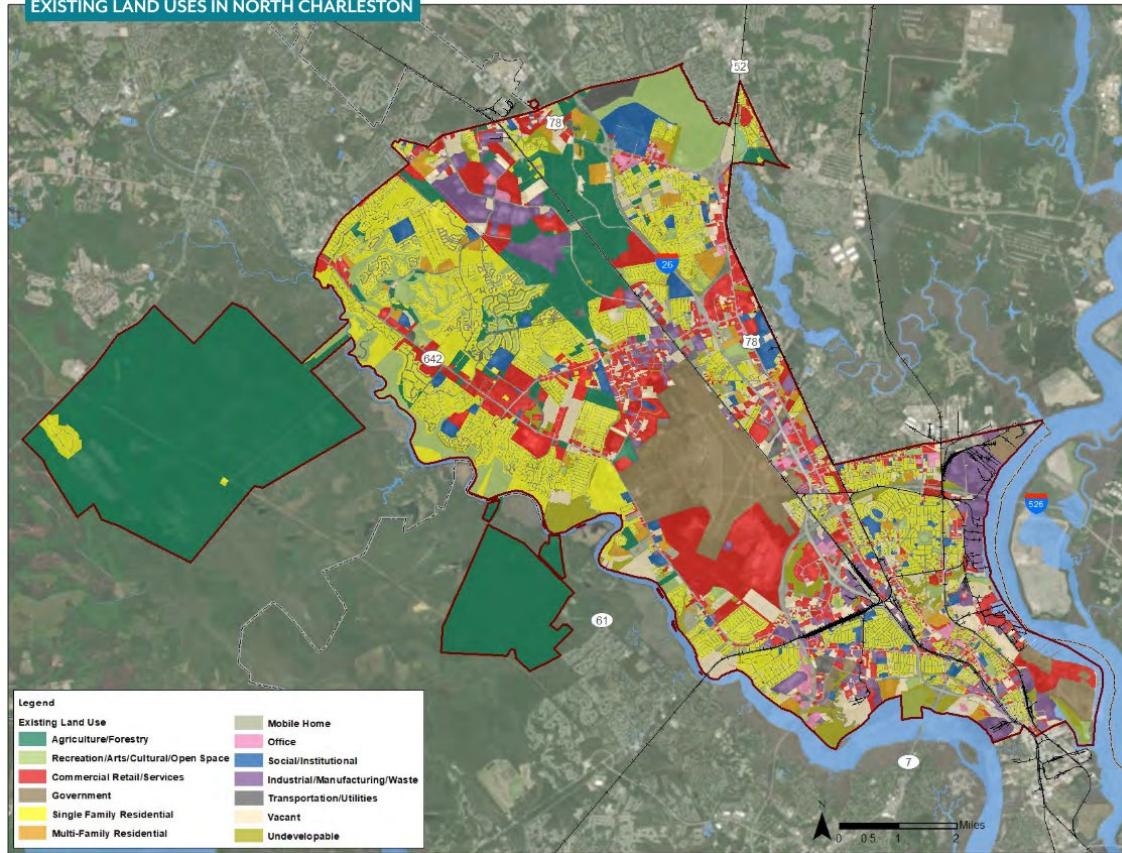 EXISTING LAND USES IN NORTH CHARLESTON
52
78
26
642
78
526
61
7
Legend
Existing Land Use
Agriculture/Forestry
Recreation/Arts/Cultural/Open Space
Commercial Retail/Services
Government
Single Family Residential
Multi-Family Residential
Mobile Home
Office
Social/Institutional
Industrial/Manufacturing/Waste
Transportation/Utilities
Vacant
Undevelopable
N
Miles
0 0.5 1 2